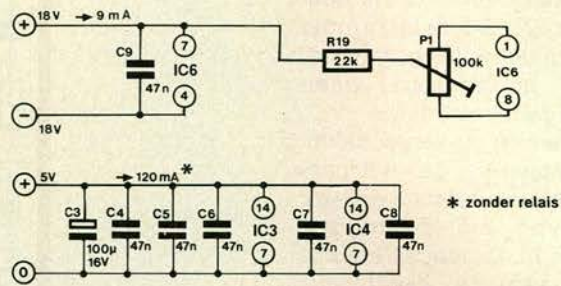 + 18V → 9 mA
C9
47n
7
IC6
4
− 18V
R19
22k
P1
100k
1
IC6
8
+ 5V → 120 mA *
C3
100µ
16V
C4
47n
C5
47n
C6
47n
14
IC3
7
C7
47n
14
IC4
7
C8
47n
0
* zonder relais